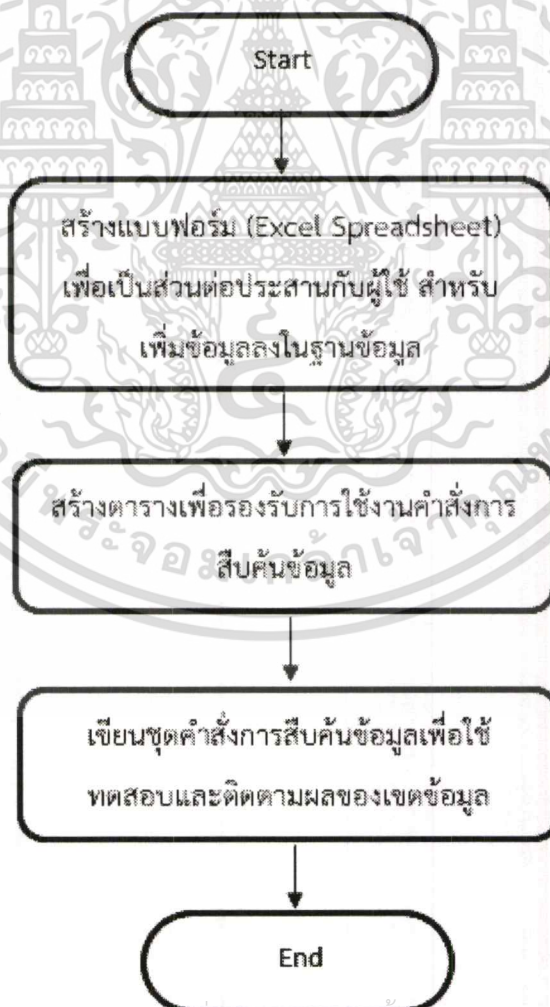 Start
สร้างแบบฟอร์ม (Excel Spreadsheet)
เพื่อเป็นส่วนต่อประสานกับผู้ใช้ สำหรับ
เพิ่มข้อมูลลงในฐานข้อมูล
สร้างตารางเพื่อรองรับการใช้งานคำสั่งการ
สืบค้นข้อมูล
เขียนชุดคำสั่งการสืบค้นข้อมูลเพื่อใช้
ทดสอบและติดตามผลของเขตข้อมูล
End